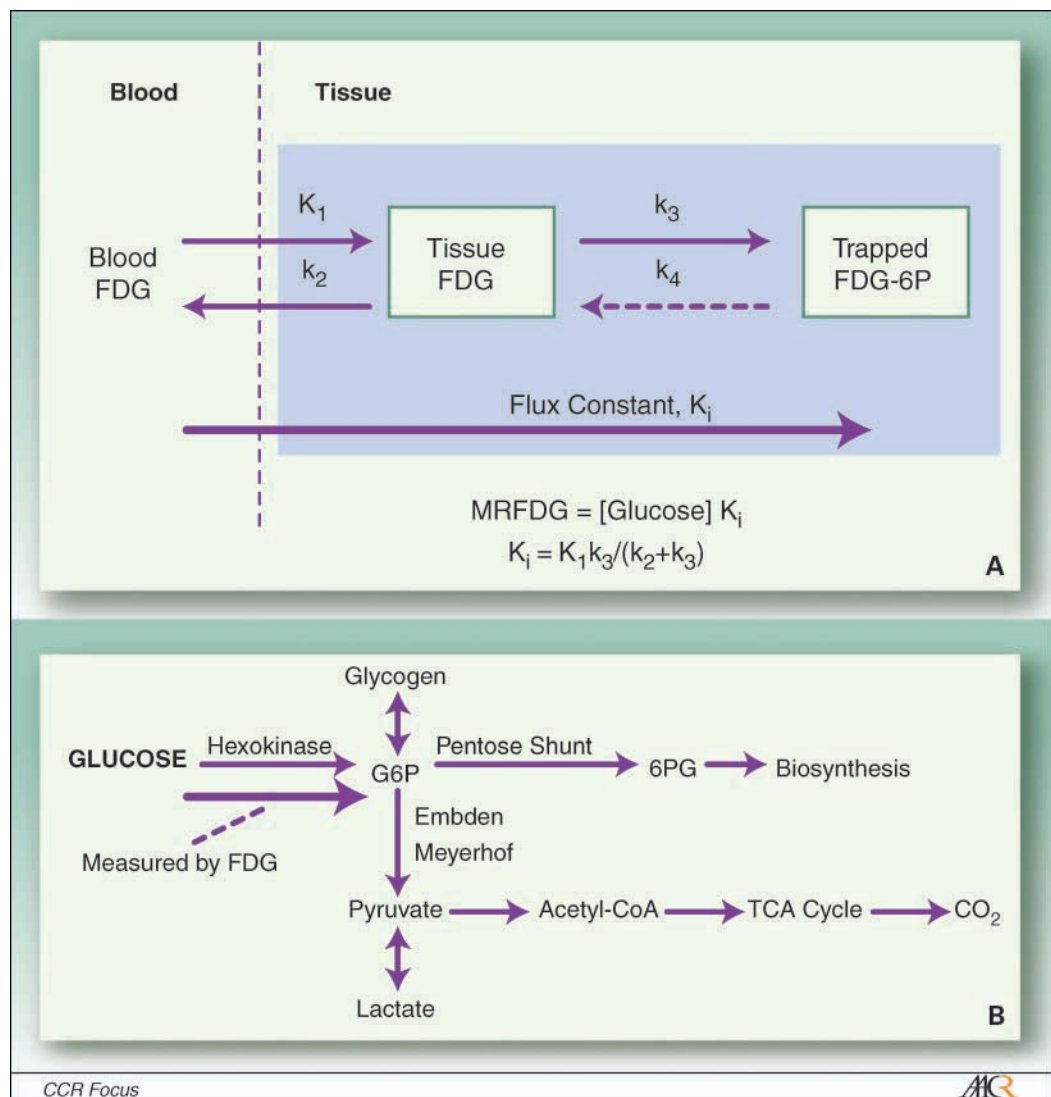 Blood
Tissue
K₁
k₃
Blood
FDG
k₂
Tissue
FDG
k₄
Trapped
FDG-6P
Flux Constant, Kᵢ
MRFDG = [Glucose] Kᵢ
Kᵢ = K₁k₃/(k₂+k₃)
A
Glycogen
GLUCOSE
Hexokinase
G6P
Pentose Shunt
6PG
Biosynthesis
Measured by FDG
Embden
Meyerhof
Pyruvate
Acetyl-CoA
TCA Cycle
CO₂
Lactate
B
CCR Focus
AACR